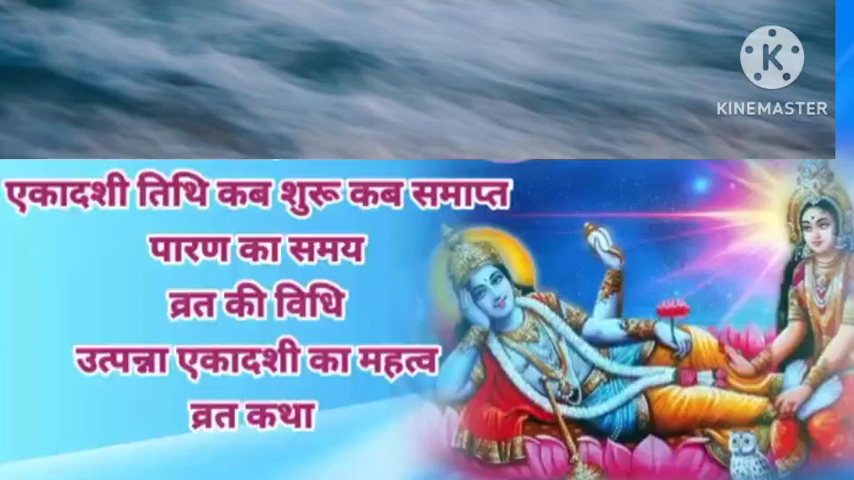 KINEMASTER
एकादशी तिथि कब शुरू कब समाप्त
पारण का समय
व्रत की विधि
उत्पन्ना एकादशी का महत्व
व्रत कथा